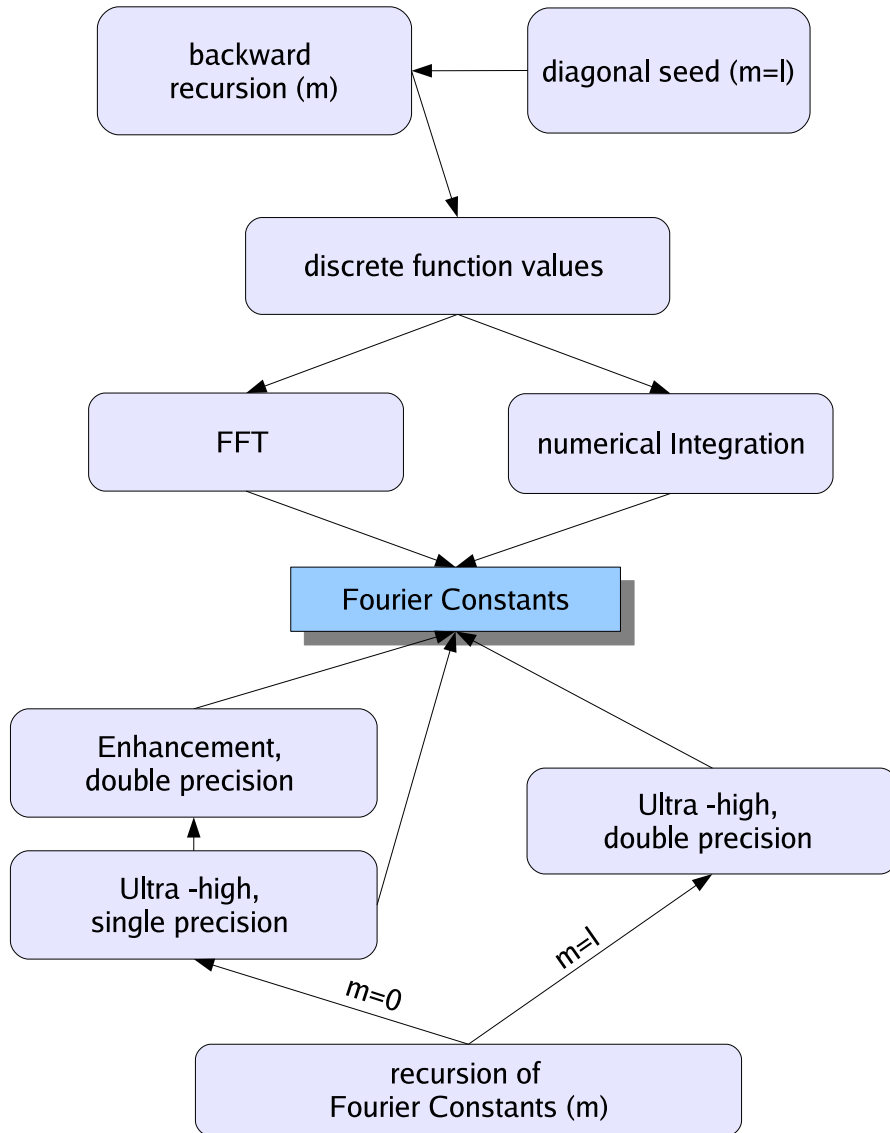 backward
recursion (m)
diagonal seed (m=l)
discrete function values
FFT
numerical Integration
Fourier Constants
Enhancement,
double precision
Ultra -high,
double precision
Ultra -high,
single precision
m=0
m=l
recursion of
Fourier Constants (m)